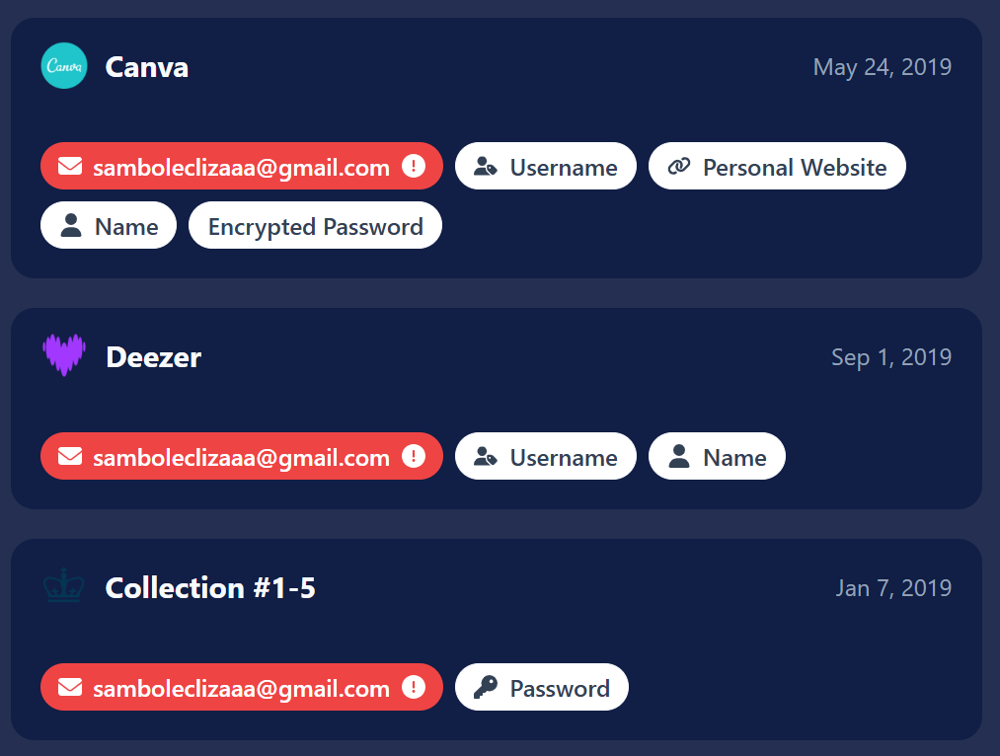 Canva Canva May 24, 2019
samboleclizaaa@gmail.com Username Personal Website
Name Encrypted Password
Deezer Sep 1, 2019
samboleclizaaa@gmail.com Username Name
Collection #1-5 Jan 7, 2019
samboleclizaaa@gmail.com Password